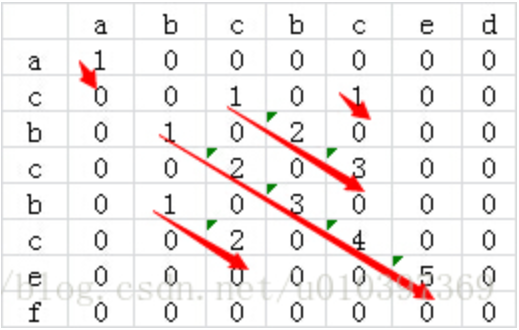 a b c b c e d
a 1 0 0 0 0 0 0
c 0 0 1 0 1 0 0
b 0 1 0 2 0 0 0
c 0 0 2 0 3 0 0
b 0 1 0 3 0 0 0
c 0 0 2 0 4 0 0
e 0 0 0 0 0 5 0
/blog.csdn.net/u010397369
f 0 0 0 0 0 0 0